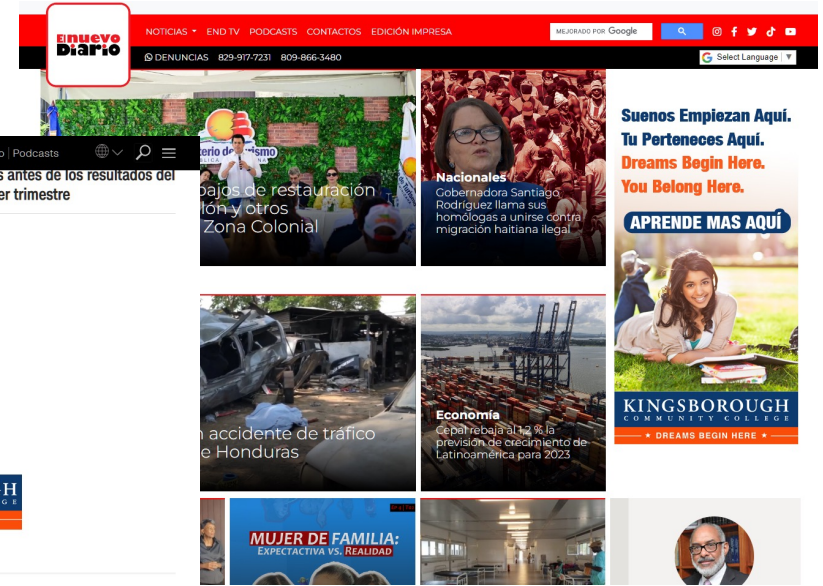 El nuevo
Diario
NOTICIAS
END TV
PODCASTS
CONTACTOS
EDICIÓN IMPRESA
MEJORADO POR Google
DENUNCIAS 829-917-7231 809-866-3480
Select Language
Podcasts
antes de los resultados del
trimestre
de restauración
y otros
Zona Colonial
Nacionales
Gobernadora Santiago
Rodríguez llama sus
homólogas a unirse contra
migración haitiana ilegal
Suenos Empiezan Aquí.
Tu Perteneces Aquí.
Dreams Begin Here.
You Belong Here.
APRENDE MAS AQUÍ
KINGSBOROUGH
COMMUNITY COLLEGE
★ DREAMS BEGIN HERE ★
accidente de tráfico
Honduras
Economía
Cepal rebaja al 1,2 % la
previsión de crecimiento de
Latinoamérica para 2023
MUJER DE FAMILIA:
EXPECTACTIVA VS. REALIDAD